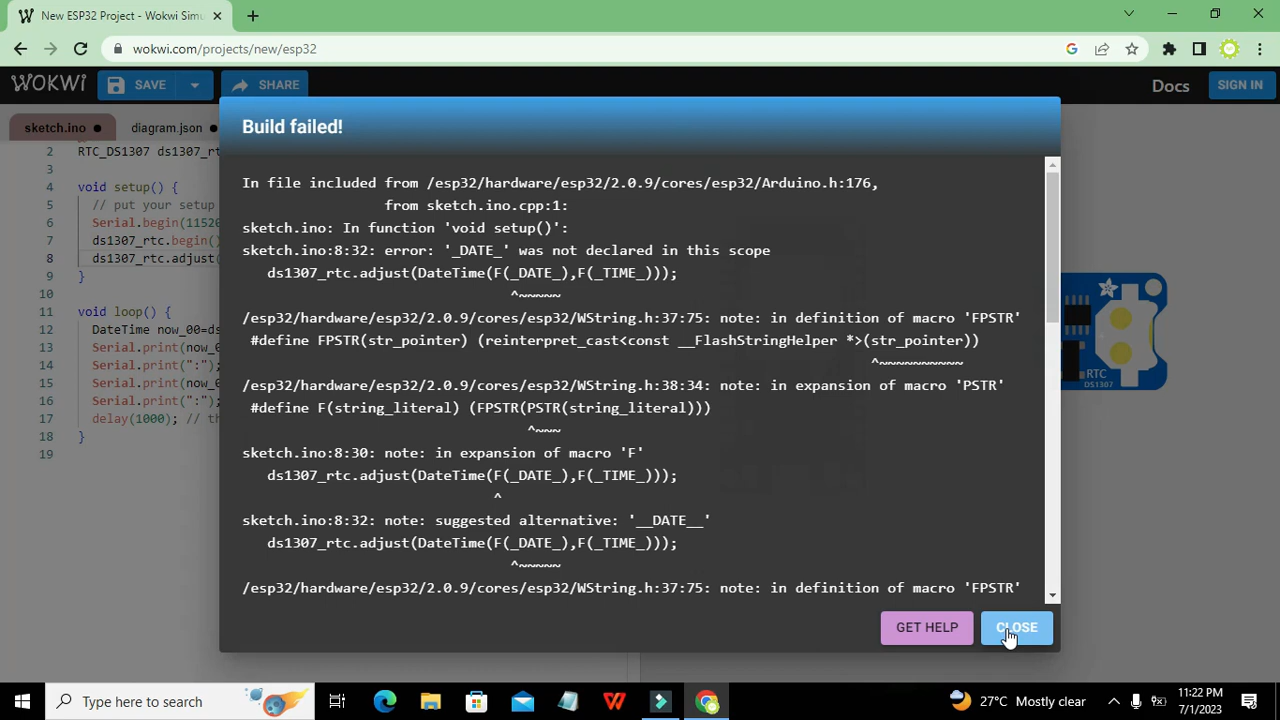 New ESP32 Project - Wokwi Simu
wokwi.com/projects/new/esp32
WOKWI
SAVE
SHARE
Docs
SIGN IN
sketch.ino
diagram.json
2 RTC_DS1307 ds1307_rt
3
4 void setup() {
5 // put your setup
6 Serial.begin(11520
7 ds1307_rtc.begin()
8 ds1307_rtc.adjust(
9 }
10
11 void loop() {
12 DateTime now_00=ds
13 Serial.print(now_0
14 Serial.print(":");
15 Serial.print(now_0
16 Serial.print(":");
17 delay(1000); // th
18 }
19
Build failed!
In file included from /esp32/hardware/esp32/2.0.9/cores/esp32/Arduino.h:176,
from sketch.ino.cpp:1:
sketch.ino: In function 'void setup()':
sketch.ino:8:32: error: '_DATE_' was not declared in this scope
ds1307_rtc.adjust(DateTime(F(_DATE_),F(_TIME_)));
^~~~~~
/esp32/hardware/esp32/2.0.9/cores/esp32/WString.h:37:75: note: in definition of macro 'FPSTR'
#define FPSTR(str_pointer) (reinterpret_cast<const __FlashStringHelper *>(str_pointer))
^~~~~~~~~~~
/esp32/hardware/esp32/2.0.9/cores/esp32/WString.h:38:34: note: in expansion of macro 'PSTR'
#define F(string_literal) (FPSTR(PSTR(string_literal)))
^~~~
sketch.ino:8:30: note: in expansion of macro 'F'
ds1307_rtc.adjust(DateTime(F(_DATE_),F(_TIME_)));
^
sketch.ino:8:32: note: suggested alternative: '__DATE__'
ds1307_rtc.adjust(DateTime(F(_DATE_),F(_TIME_)));
^~~~~~
/esp32/hardware/esp32/2.0.9/cores/esp32/WString.h:37:75: note: in definition of macro 'FPSTR'
GET HELP
CLOSE
RTC
DS1307
Type here to search
27°C Mostly clear
11:22 PM
7/1/2023